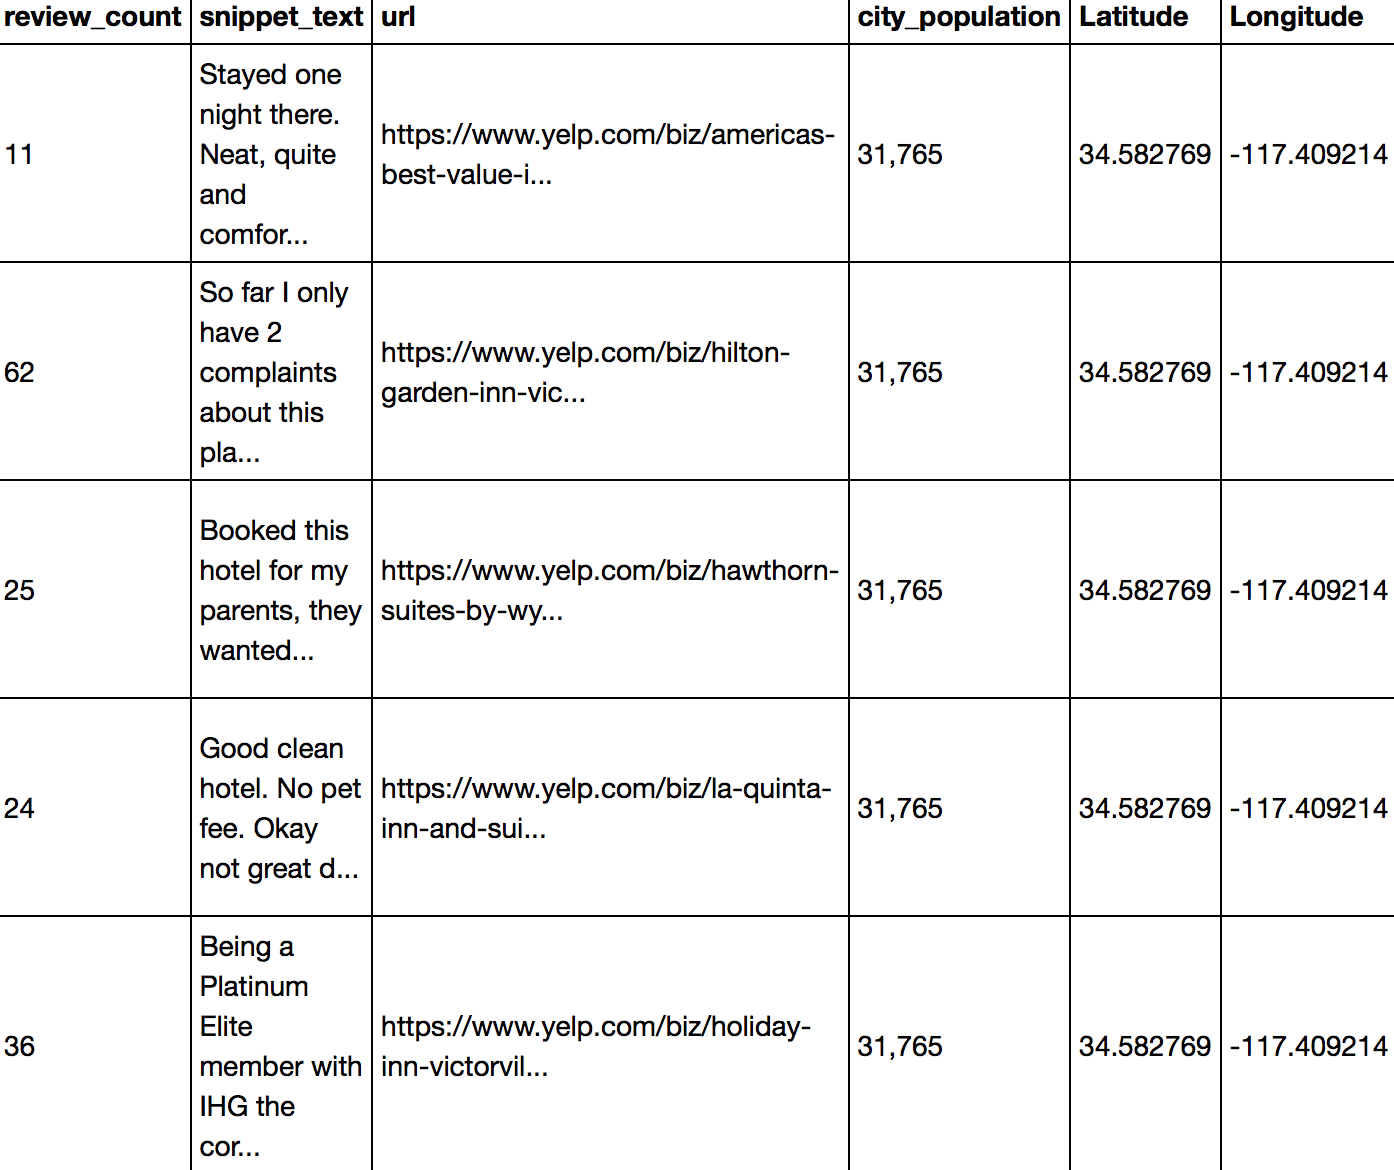 review_count snippet_text url city_population Latitude Longitude
Stayed one
night there.
Neat, quite
and
comfor...
11
https://www.yelp.com/biz/americas-
best-value-i...
31,765
34.582769
-117.409214
So far I only
have 2
complaints
about this
pla...
62
https://www.yelp.com/biz/hilton-
garden-inn-vic...
31,765
34.582769
-117.409214
Booked this
hotel for my
parents, they
wanted...
25
https://www.yelp.com/biz/hawthorn-
suites-by-wy...
31,765
34.582769
-117.409214
Good clean
hotel. No pet
fee. Okay
not great d...
24
https://www.yelp.com/biz/la-quinta-
inn-and-sui...
31,765
34.582769
-117.409214
Being a
Platinum
Elite
member with
IHG the
cor...
36
https://www.yelp.com/biz/holiday-
inn-victorvil...
31,765
34.582769
-117.409214